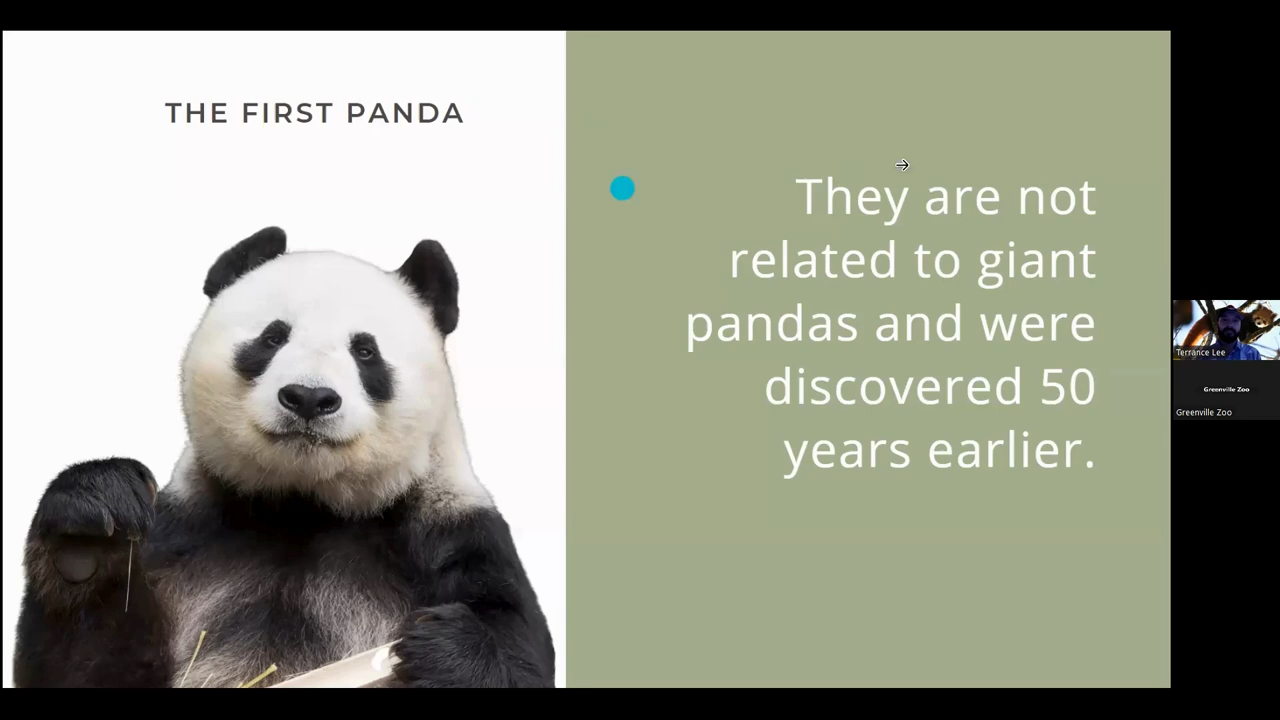 THE FIRST PANDA
They are not
related to giant
pandas and were
discovered 50
years earlier.
Terrance Lee
Greenville Zoo
Greenville Zoo